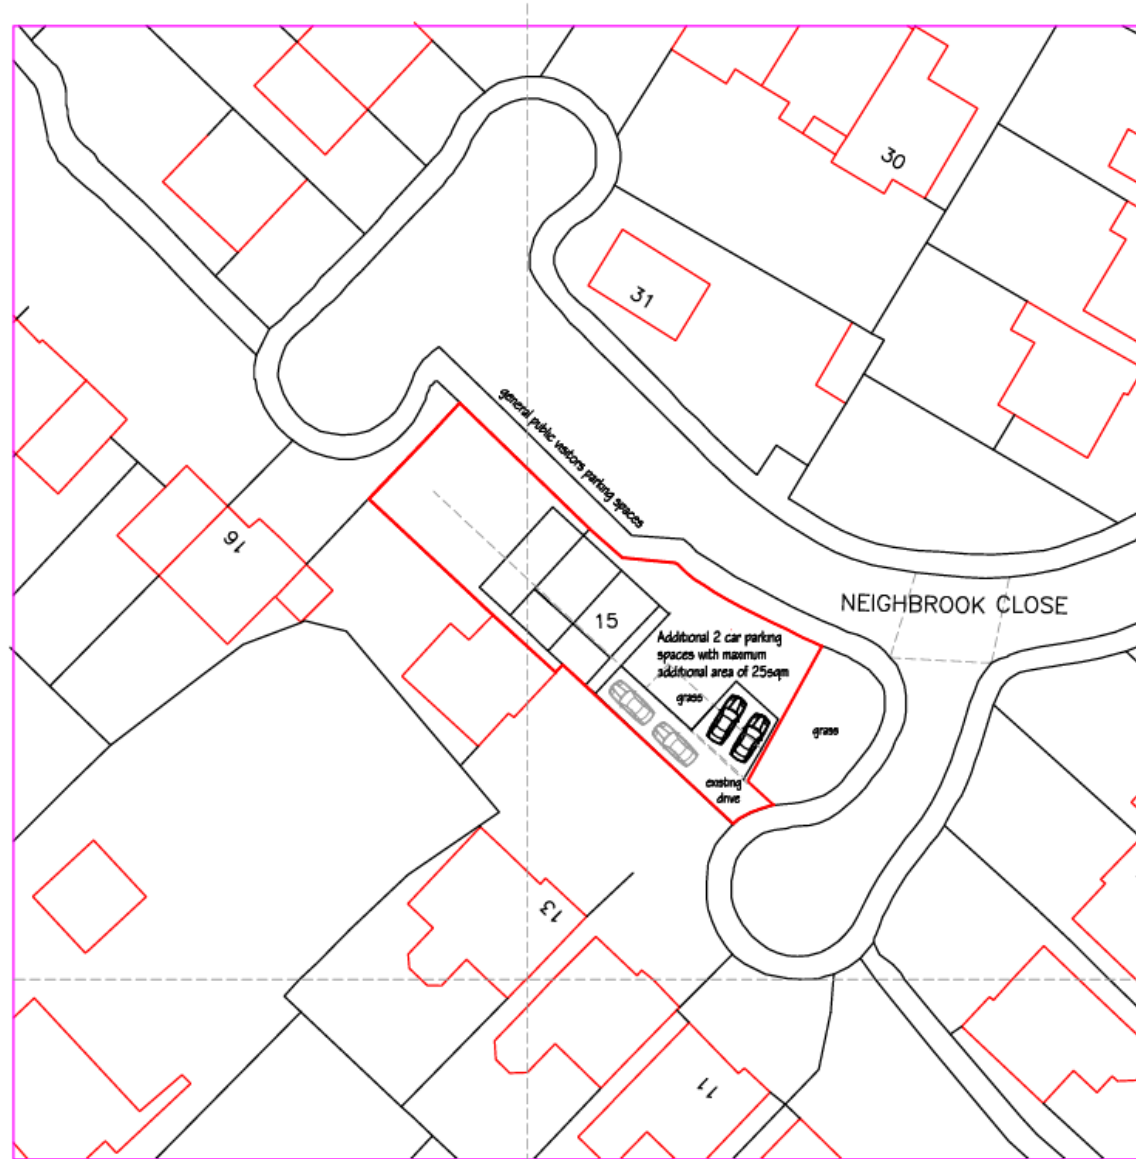 30
31
general public visitors parking spaces
16
NEIGHBROOK CLOSE
15
Additional 2 car parking
spaces with maximum
additional area of 25sqm
grass
grass
existing
drive
13
11